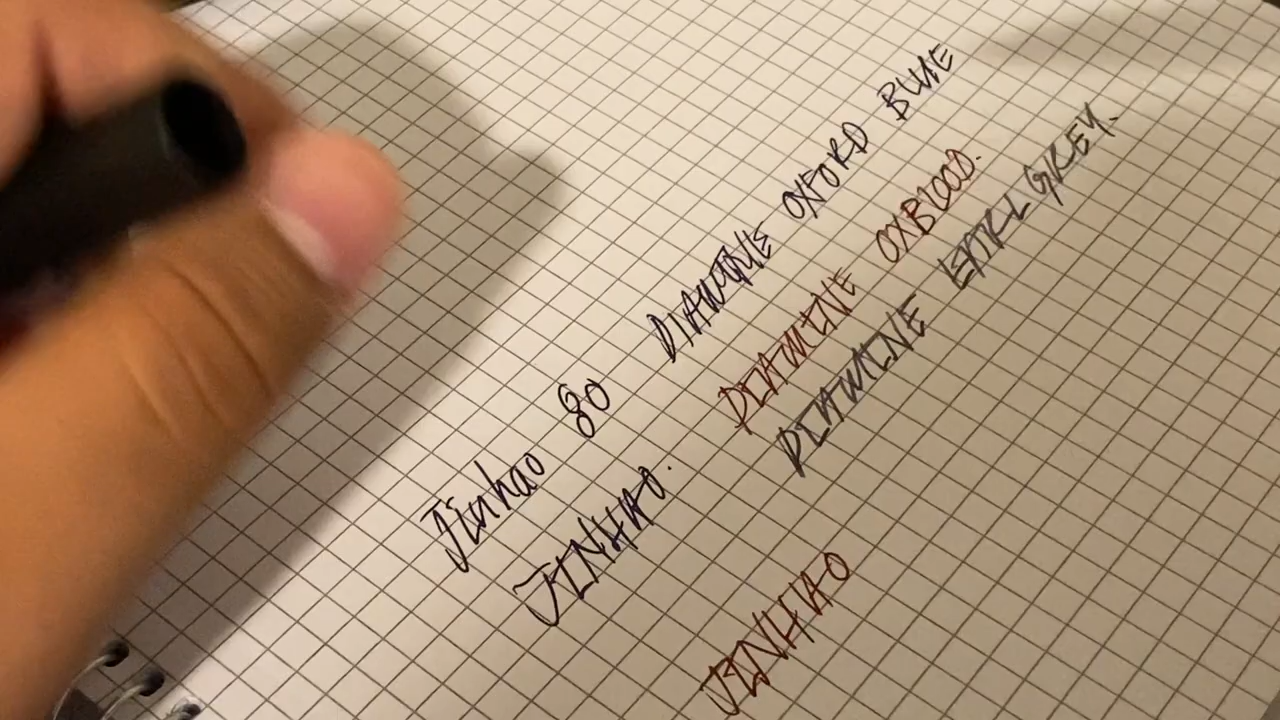 Jinhao 80 DIAMINE OXFORD BLUE
JINHAO. DIAMINE OXBLOOD.
DIAMINE EARL GREY.
JINHAO